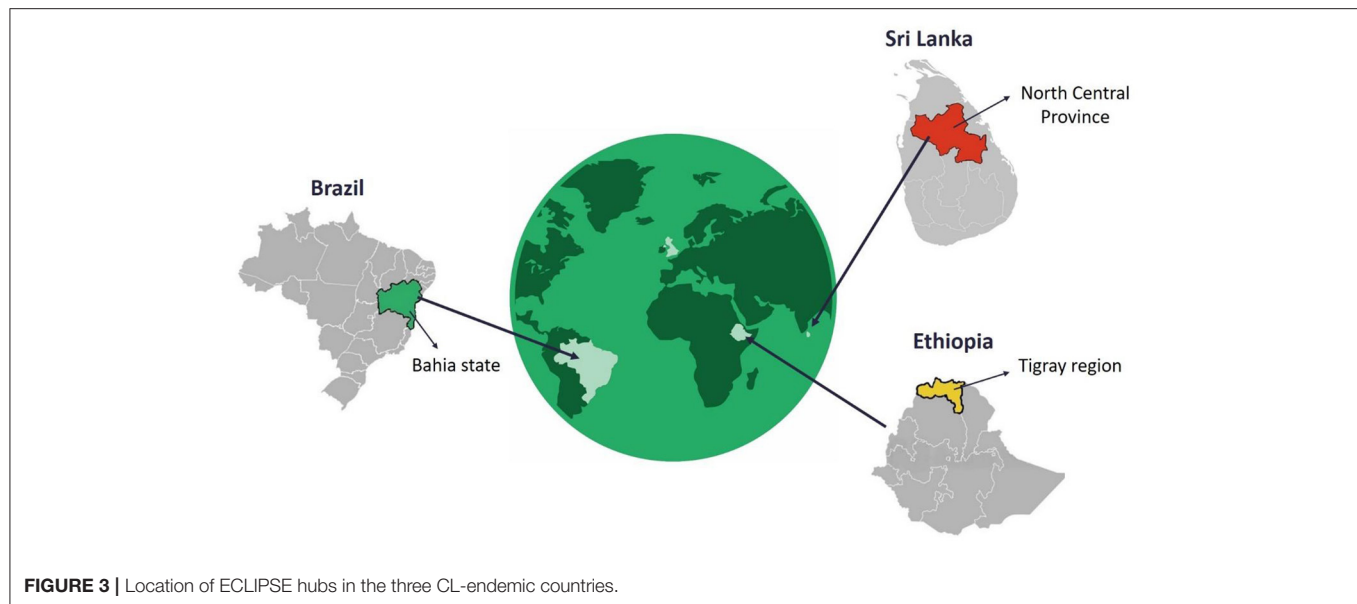 Sri Lanka
North Central
Province
Brazil
Bahia state
Ethiopia
Tigray region
FIGURE 3 | Location of ECLIPSE hubs in the three CL-endemic countries.